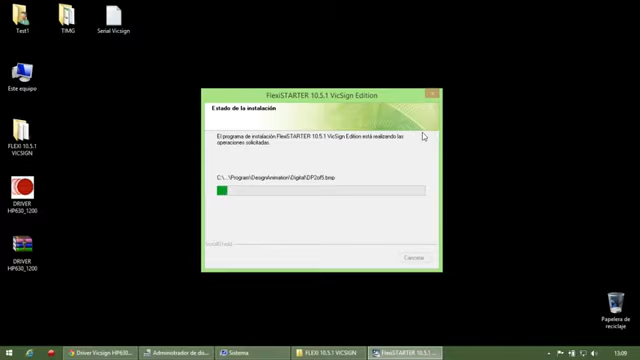 Test1
TIMG
Serial Vicsign
Este equipo
FLEXI 10.5.1
VICSIGN
DRIVER
HP630_1200
DRIVER
HP630_1200
FlexiSTARTER 10.5.1 VicSign Edition
Estado de la instalación
El programa de instalación FlexiSTARTER 10.5.1 VicSign Edition está realizando las
operaciones solicitadas.
C:\...\Program\DesignAnimation\Digital\DP2of5.bmp
InstallShield
Cancelar
Papelera de
reciclaje
Driver Vicsign HP630...
Administrador de dis...
Sistema
FLEXI 10.5.1 VICSIGN
FlexiSTARTER 10.5.1 ...
13:09